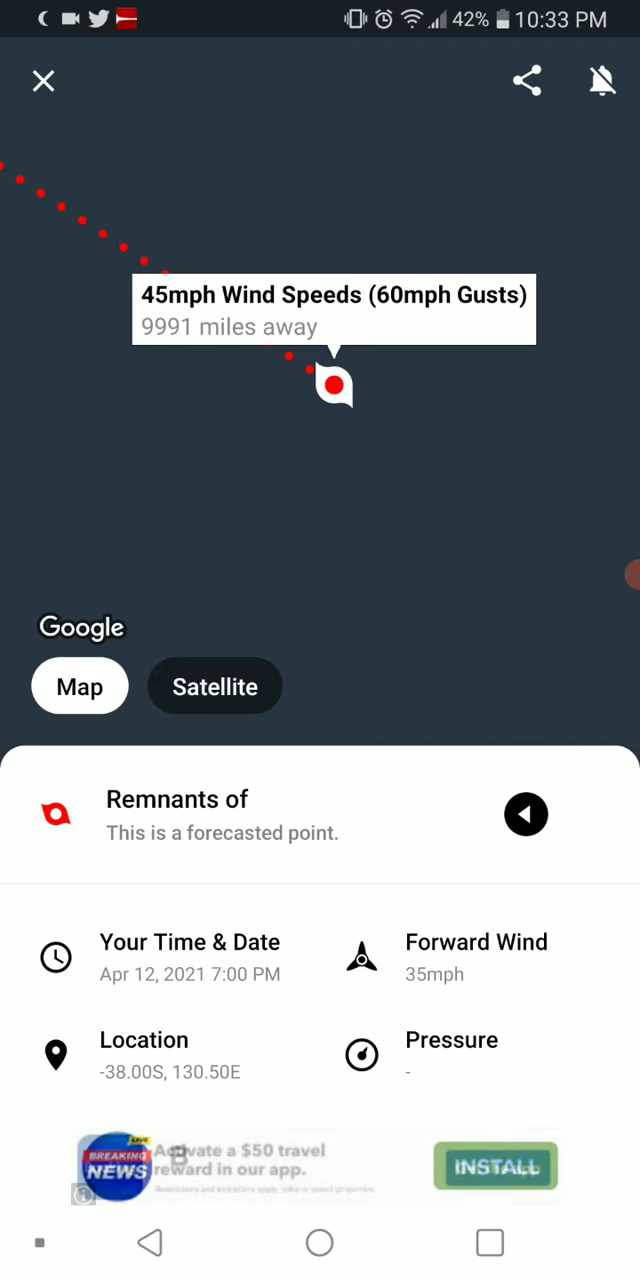 42% 10:33 PM
45mph Wind Speeds (60mph Gusts)
9991 miles away
Google
Map
Satellite
Remnants of
This is a forecasted point.
Your Time & Date
Apr 12, 2021 7:00 PM
Forward Wind
35mph
Location
-38.00S, 130.50E
Pressure
-
LIVE
BREAKING
NEWS
Activate a $50 travel
reward in our app.
INSTALL